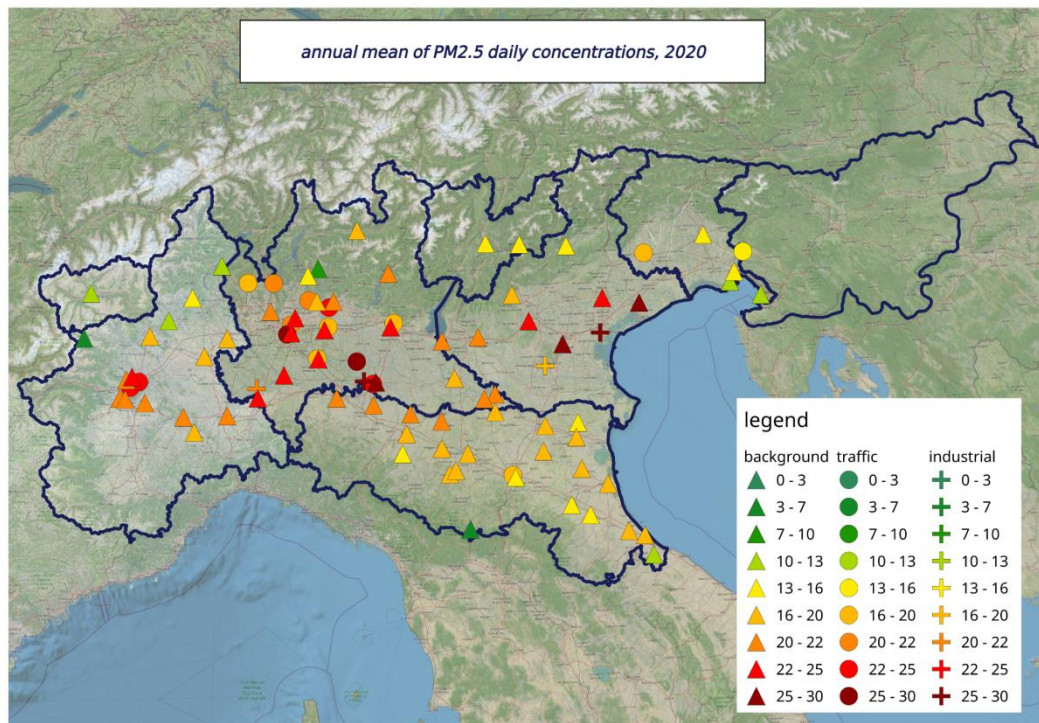 annual mean of PM2.5 daily concentrations, 2020
legend
background traffic industrial
0 - 3 0 - 3 0 - 3
3 - 7 3 - 7 3 - 7
7 - 10 7 - 10 7 - 10
10 - 13 10 - 13 10 - 13
13 - 16 13 - 16 13 - 16
16 - 20 16 - 20 16 - 20
20 - 22 20 - 22 20 - 22
22 - 25 22 - 25 22 - 25
25 - 30 25 - 30 25 - 30